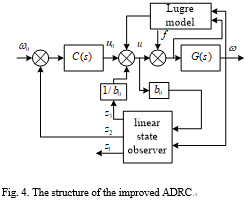 Lugre
model
ω₀
C(s)
u₀
u
f
G(s)
ω
1/b₀
b₀
z₃
z₂
z₁
linear
state
observer
Fig. 4. The structure of the improved ADRC